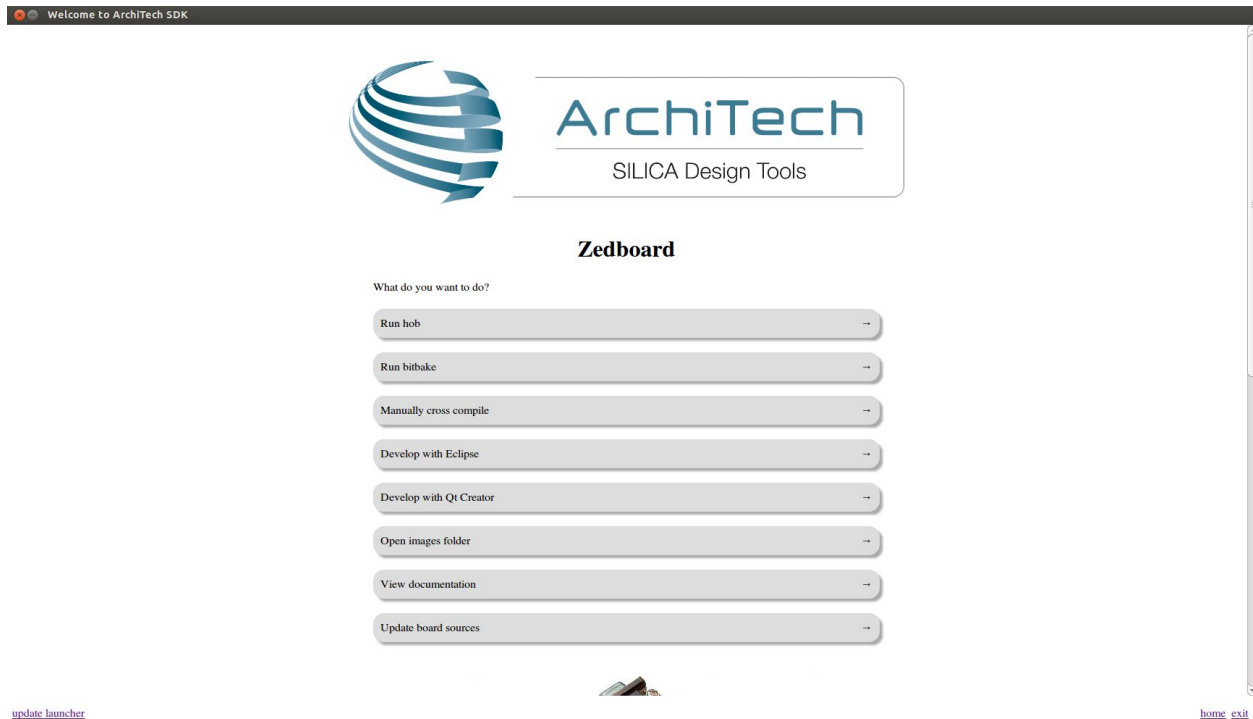 Welcome to ArchiTech SDK
ArchiTech
SILICA Design Tools
Zedboard
What do you want to do?
Run hob →
Run bitbake →
Manually cross compile →
Develop with Eclipse →
Develop with Qt Creator →
Open images folder →
View documentation →
Update board sources →
update launcher
home exit